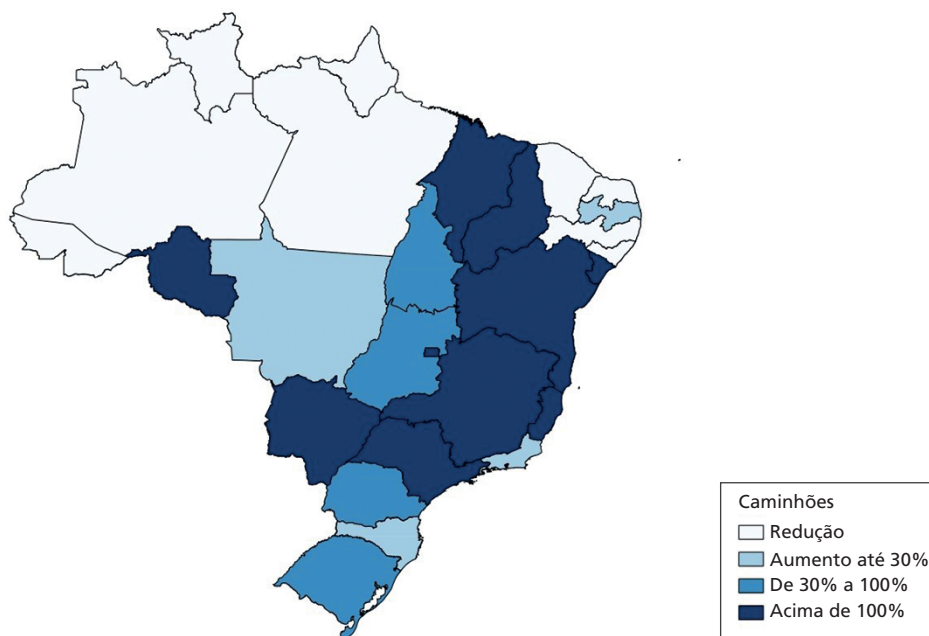 Caminhões
Redução
Aumento até 30%
De 30% a 100%
Acima de 100%